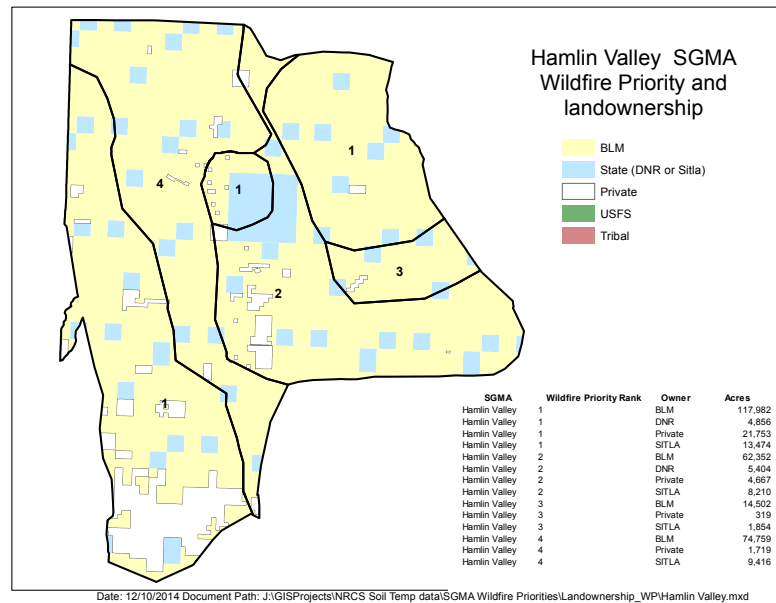 Hamlin Valley SGMA
Wildfire Priority and
landownership
BLM
State (DNR or Sitla)
Private
USFS
Tribal
1
4
1
3
2
1
SGMA Wildfire Priority Rank Owner Acres
Hamlin Valley 1 BLM 117,982
Hamlin Valley 1 DNR 4,856
Hamlin Valley 1 Private 21,753
Hamlin Valley 1 SITLA 13,474
Hamlin Valley 2 BLM 62,352
Hamlin Valley 2 DNR 5,404
Hamlin Valley 2 Private 4,667
Hamlin Valley 2 SITLA 8,210
Hamlin Valley 3 BLM 14,502
Hamlin Valley 3 Private 319
Hamlin Valley 3 SITLA 1,854
Hamlin Valley 4 BLM 74,759
Hamlin Valley 4 Private 1,719
Hamlin Valley 4 SITLA 9,416
Date: 12/10/2014 Document Path: J:\GISProjects\NRCS Soil Temp data\SGMA Wildfire Priorities\Landownership_WP\Hamlin Valley.mxd